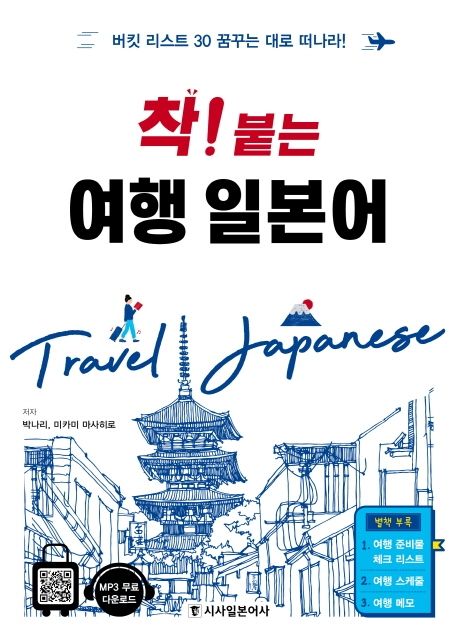 버킷 리스트 30 꿈꾸는 대로 떠나라!
착! 붙는
여행 일본어
Travel Japanese
저자
박나리, 미카미 마사히로
별책 부록
1. 여행 준비물
체크 리스트
2. 여행 스케줄
3. 여행 메모
MP3 무료
다운로드
시사일본어사